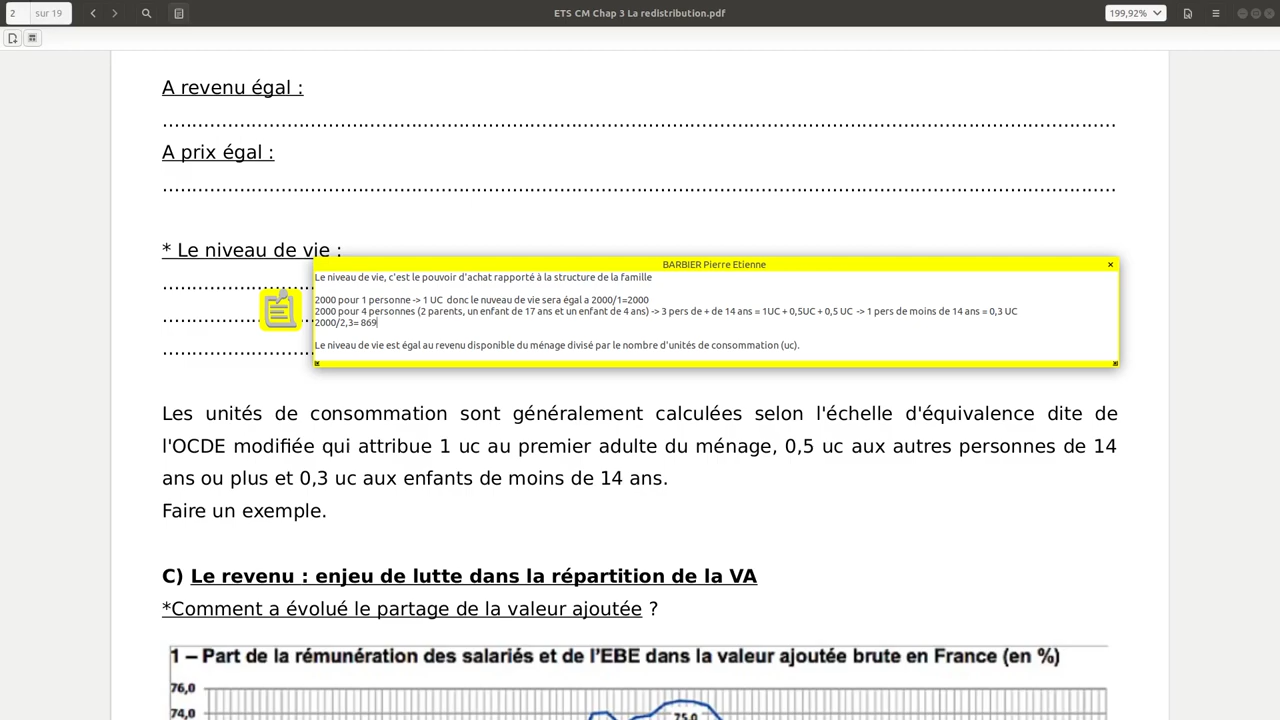 2 sur 19
ETS CM Chap 3 La redistribution.pdf
199,92%
A revenu égal :
................................................................................................................................
A prix égal :
................................................................................................................................
* Le niveau de vie :
BARBIER Pierre Etienne
Le niveau de vie, c'est le pouvoir d'achat rapporté à la structure de la famille
2000 pour 1 personne -> 1 UC donc le nuveau de vie sera égal a 2000/1=2000
2000 pour 4 personnes (2 parents, un enfant de 17 ans et un enfant de 4 ans) -> 3 pers de + de 14 ans = 1UC + 0,5UC + 0,5 UC -> 1 pers de moins de 14 ans = 0,3 UC
2000/2,3= 869
Le niveau de vie est égal au revenu disponible du ménage divisé par le nombre d'unités de consommation (uc).
Les unités de consommation sont généralement calculées selon l'échelle d'équivalence dite de
l'OCDE modifiée qui attribue 1 uc au premier adulte du ménage, 0,5 uc aux autres personnes de 14
ans ou plus et 0,3 uc aux enfants de moins de 14 ans.
Faire un exemple.
C) Le revenu : enjeu de lutte dans la répartition de la VA
*Comment a évolué le partage de la valeur ajoutée ?
1 – Part de la rémunération des salariés et de l'EBE dans la valeur ajoutée brute en France (en %)
76,0
74,0
75,0